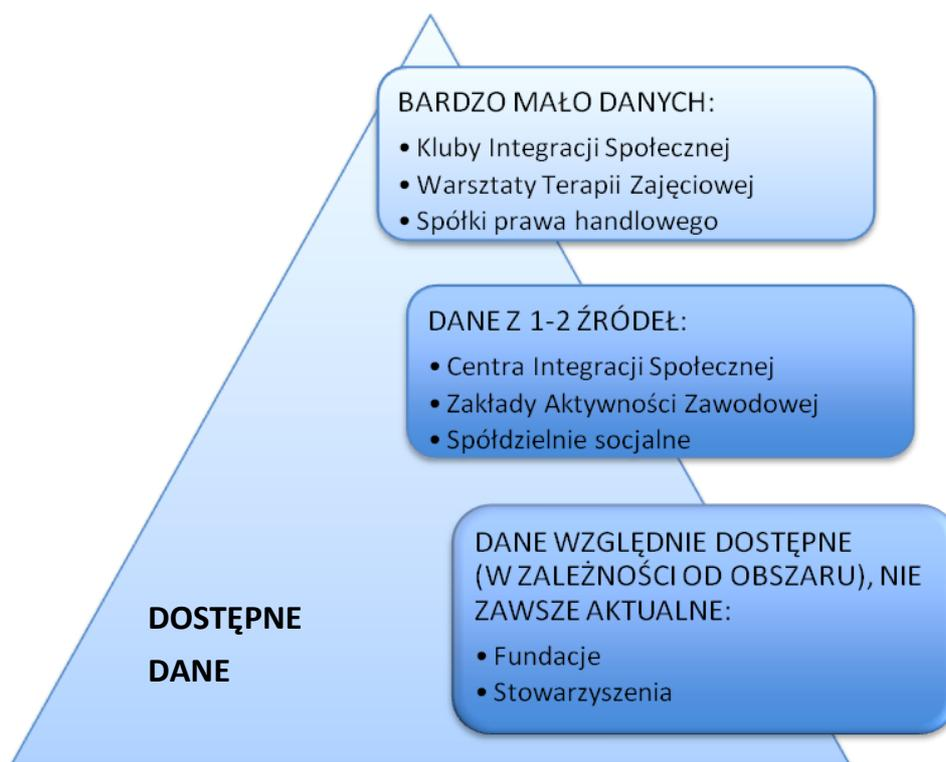 BARDZO MAŁO DANYCH:
• Kluby Integracji Społecznej
• Warsztaty Terapii Zajęciowej
• Spółki prawa handlowego
DANE Z 1-2 ŹRÓDEŁ:
• Centra Integracji Społecznej
• Zakłady Aktywności Zawodowej
• Spółdzielnie socjalne
DANE WZGLĘDNIE DOSTĘPNE
(W ZALEŻNOŚCI OD OBSZARU), NIE
ZAWSZE AKTUALNE:
• Fundacje
• Stowarzyszenia
DOSTĘPNE
DANE